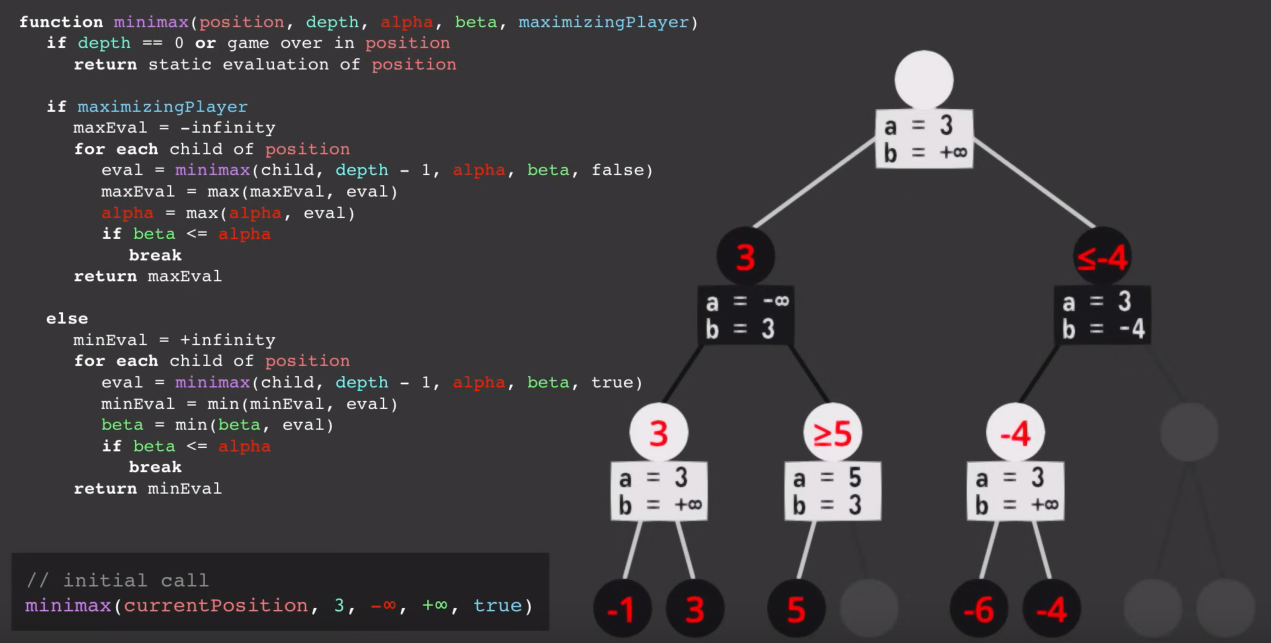 function minimax(position, depth, alpha, beta, maximizingPlayer)
if depth == 0 or game over in position
return static evaluation of position
if maximizingPlayer
maxEval = -infinity
for each child of position
eval = minimax(child, depth - 1, alpha, beta, false)
maxEval = max(maxEval, eval)
alpha = max(alpha, eval)
if beta <= alpha
break
return maxEval
else
minEval = +infinity
for each child of position
eval = minimax(child, depth - 1, alpha, beta, true)
minEval = min(minEval, eval)
beta = min(beta, eval)
if beta <= alpha
break
return minEval
// initial call
minimax(currentPosition, 3, -∞, +∞, true)
a = 3
b = +∞
3
a = -∞
b = 3
≤-4
a = 3
b = -4
3
a = 3
b = +∞
≥5
a = 5
b = 3
-4
a = 3
b = +∞
-1
3
5
-6
-4